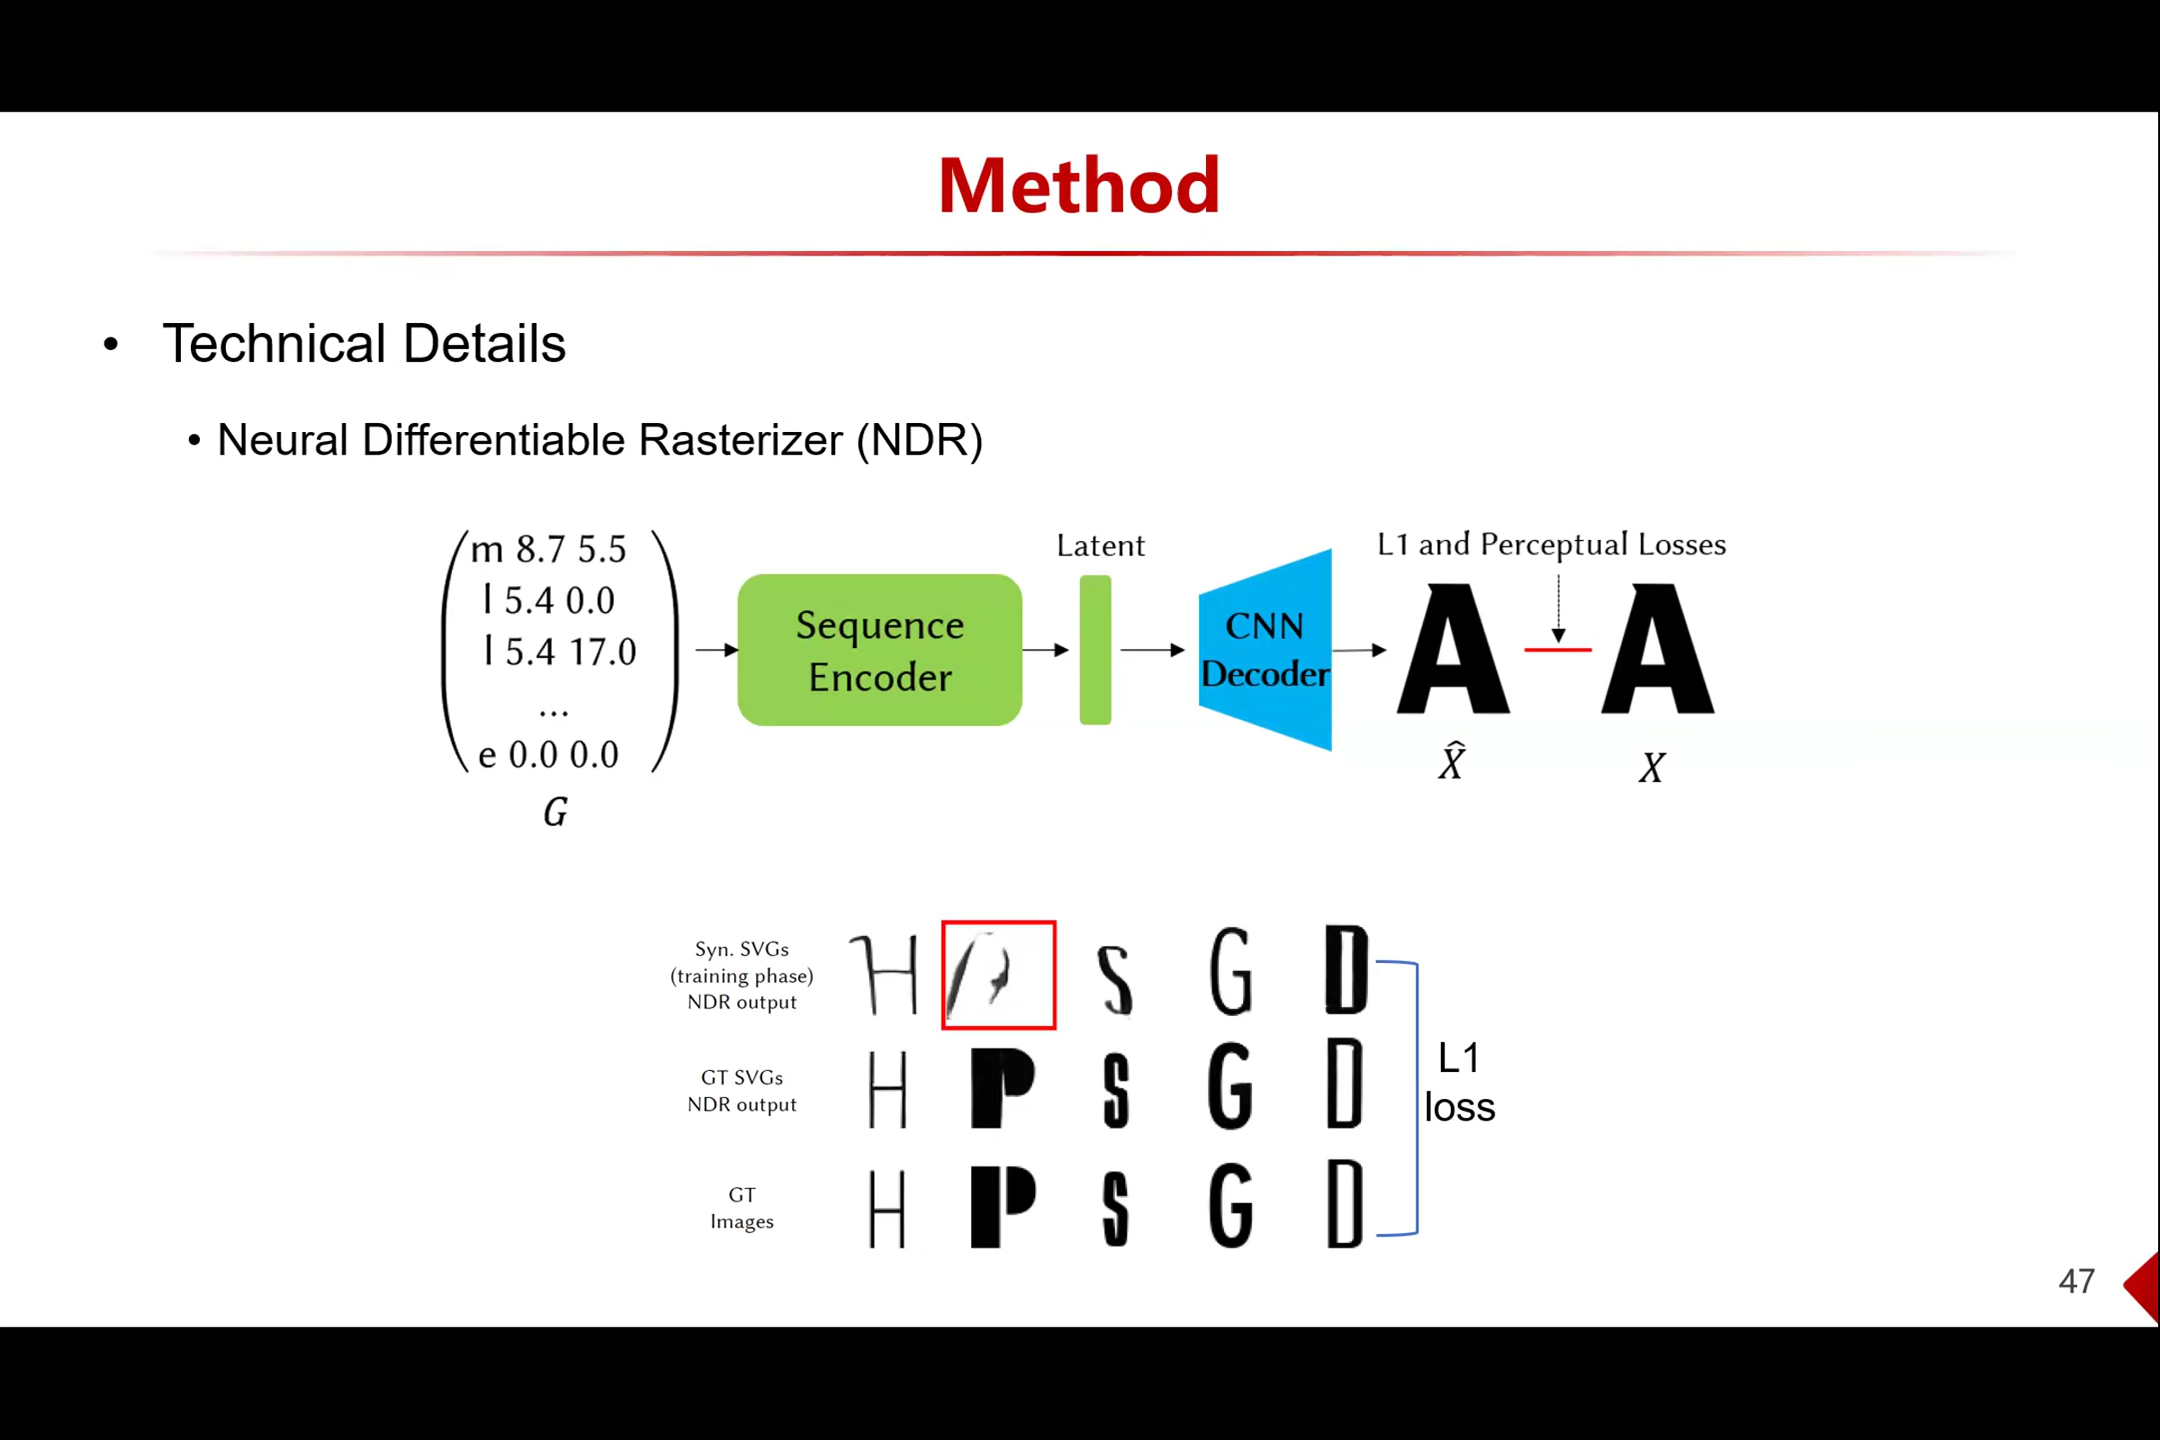 Method
• Technical Details
• Neural Differentiable Rasterizer (NDR)
m 8.7 5.5
l 5.4 0.0
l 5.4 17.0
...
e 0.0 0.0
G
Sequence
Encoder
Latent
CNN
Decoder
L1 and Perceptual Losses
A A
X̂ X
Syn. SVGs
(training phase)
NDR output
H P S G D
GT SVGs
NDR output
H P S G D
GT
Images
H P S G D
L1
loss
47